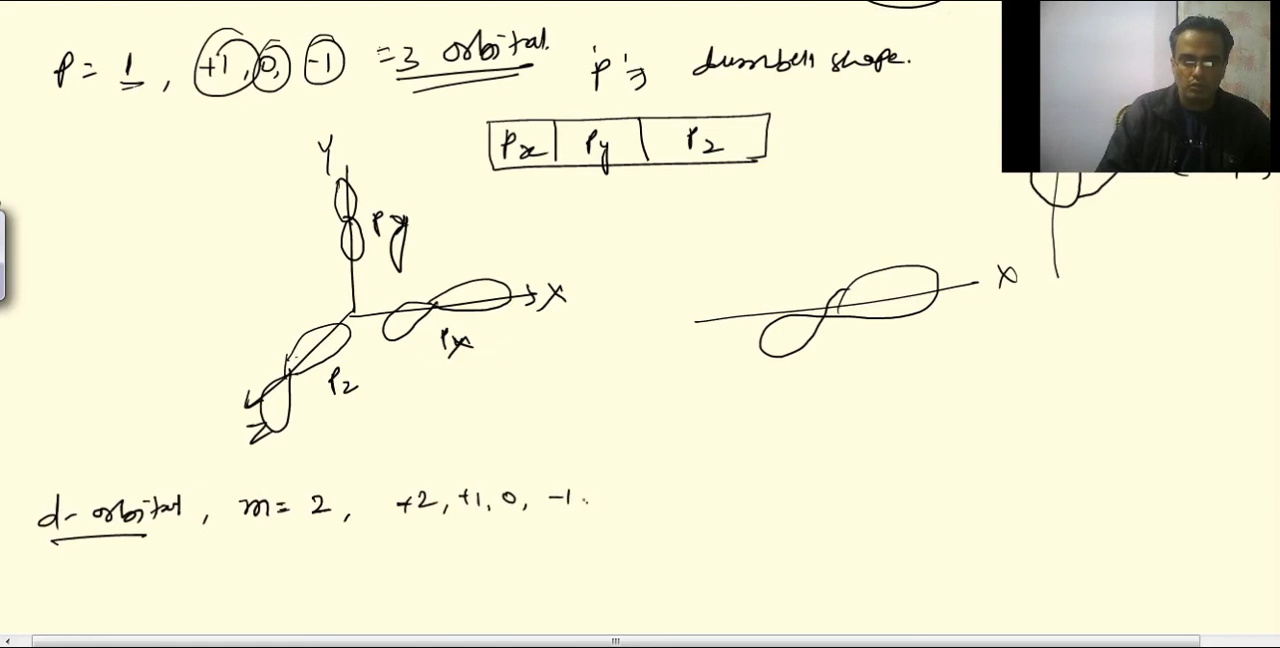 P = 1, +1, 0, -1 = 3 orbital. 'p' ⇒ dumbell shape.
Px Py Pz
Y
Py
X
X
Px
Pz
Z
d-orbital, m = 2, +2, +1, 0, -1.